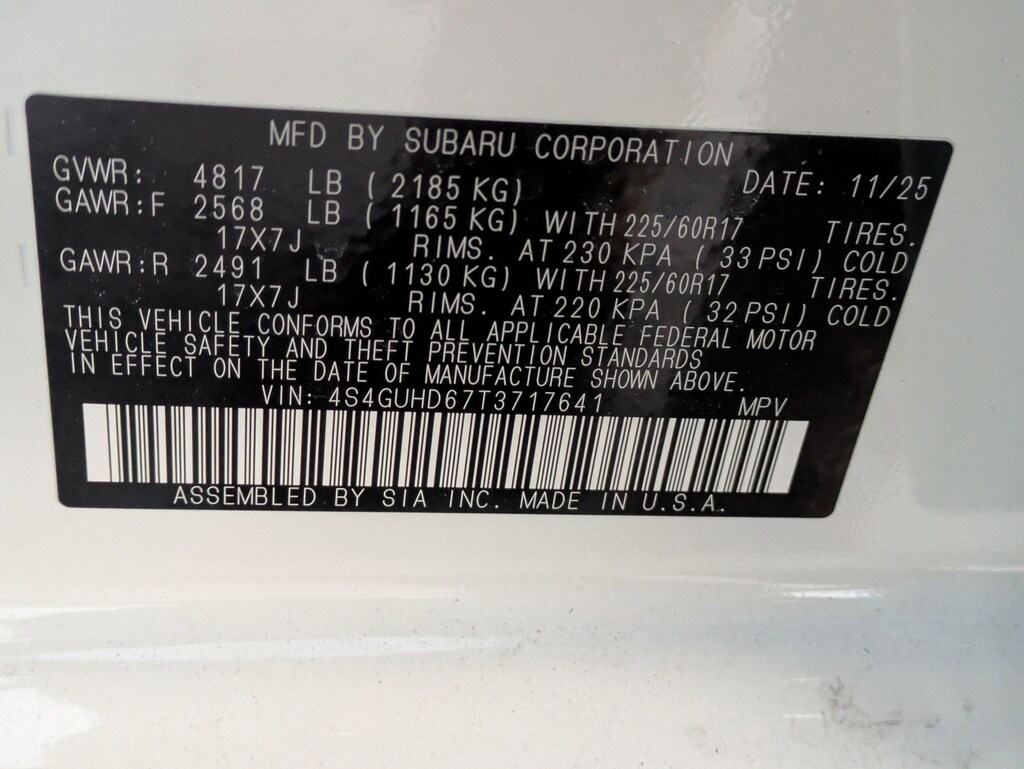 MFD BY SUBARU CORPORATION
GVWR: 4817 LB ( 2185 KG) DATE: 11/25
GAWR:F 2568 LB ( 1165 KG) WITH 225/60R17 TIRES.
17X7J RIMS. AT 230 KPA ( 33 PSI) COLD
GAWR:R 2491 LB ( 1130 KG) WITH 225/60R17 TIRES.
17X7J RIMS. AT 220 KPA ( 32 PSI) COLD
THIS VEHICLE CONFORMS TO ALL APPLICABLE FEDERAL MOTOR
VEHICLE SAFETY AND THEFT PREVENTION STANDARDS
IN EFFECT ON THE DATE OF MANUFACTURE SHOWN ABOVE.
VIN: 4S4GUHD67T3717641 MPV
ASSEMBLED BY SIA INC. MADE IN U.S.A.